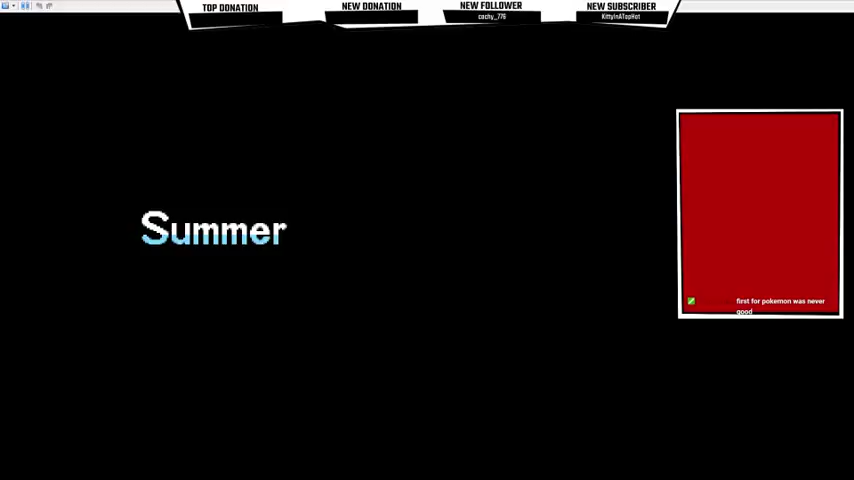 TOP DONATION
NEW DONATION
NEW FOLLOWER
cachy_776
NEW SUBSCRIBER
KittyInATopHat
Summer
first for pokemon was never
good